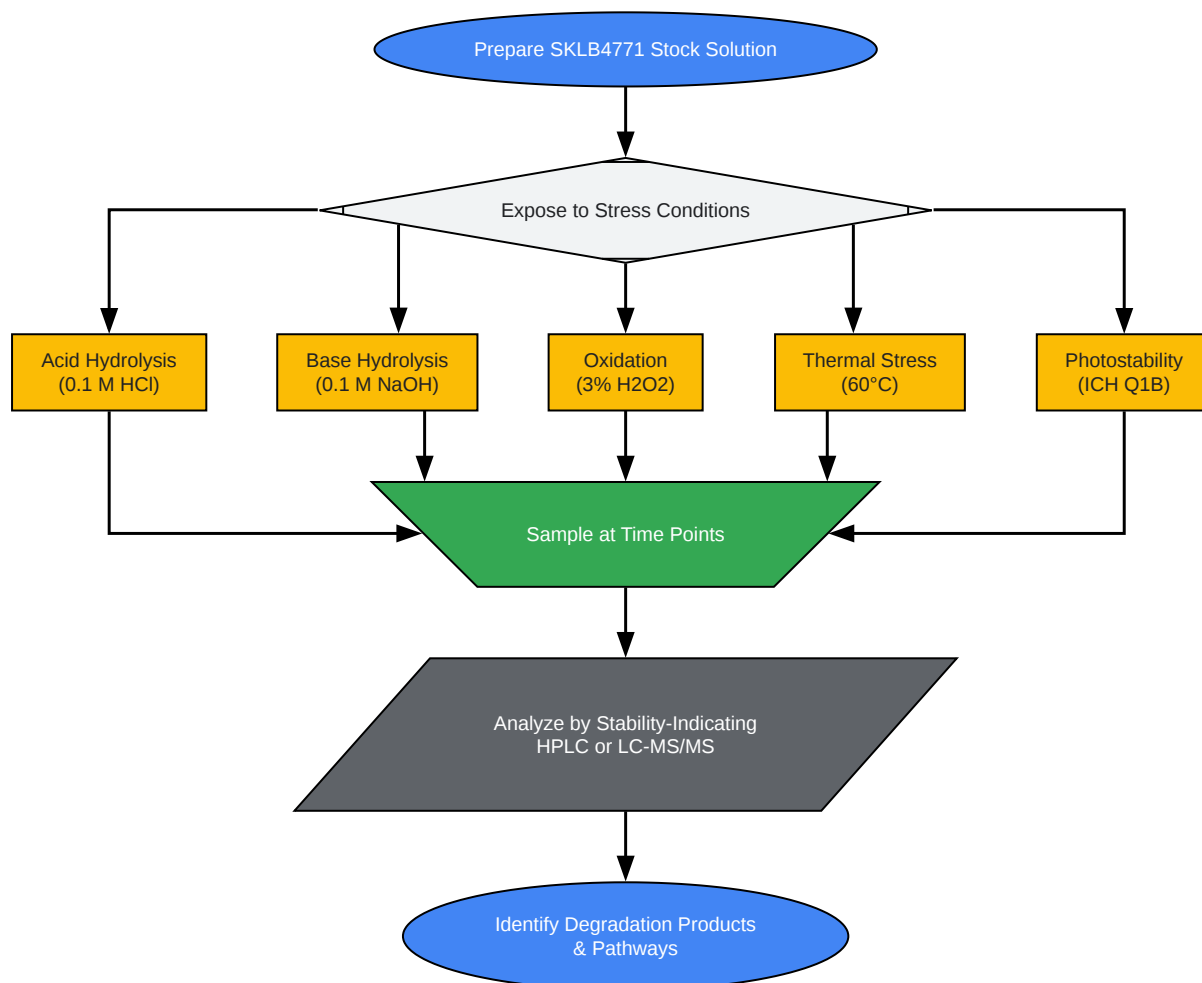 Prepare SKLB4771 Stock Solution
Expose to Stress Conditions
Acid Hydrolysis
(0.1 M HCl)
Base Hydrolysis
(0.1 M NaOH)
Oxidation
(3% H2O2)
Thermal Stress
(60°C)
Photostability
(ICH Q1B)
Sample at Time Points
Analyze by Stability-Indicating
HPLC or LC-MS/MS
Identify Degradation Products
& Pathways